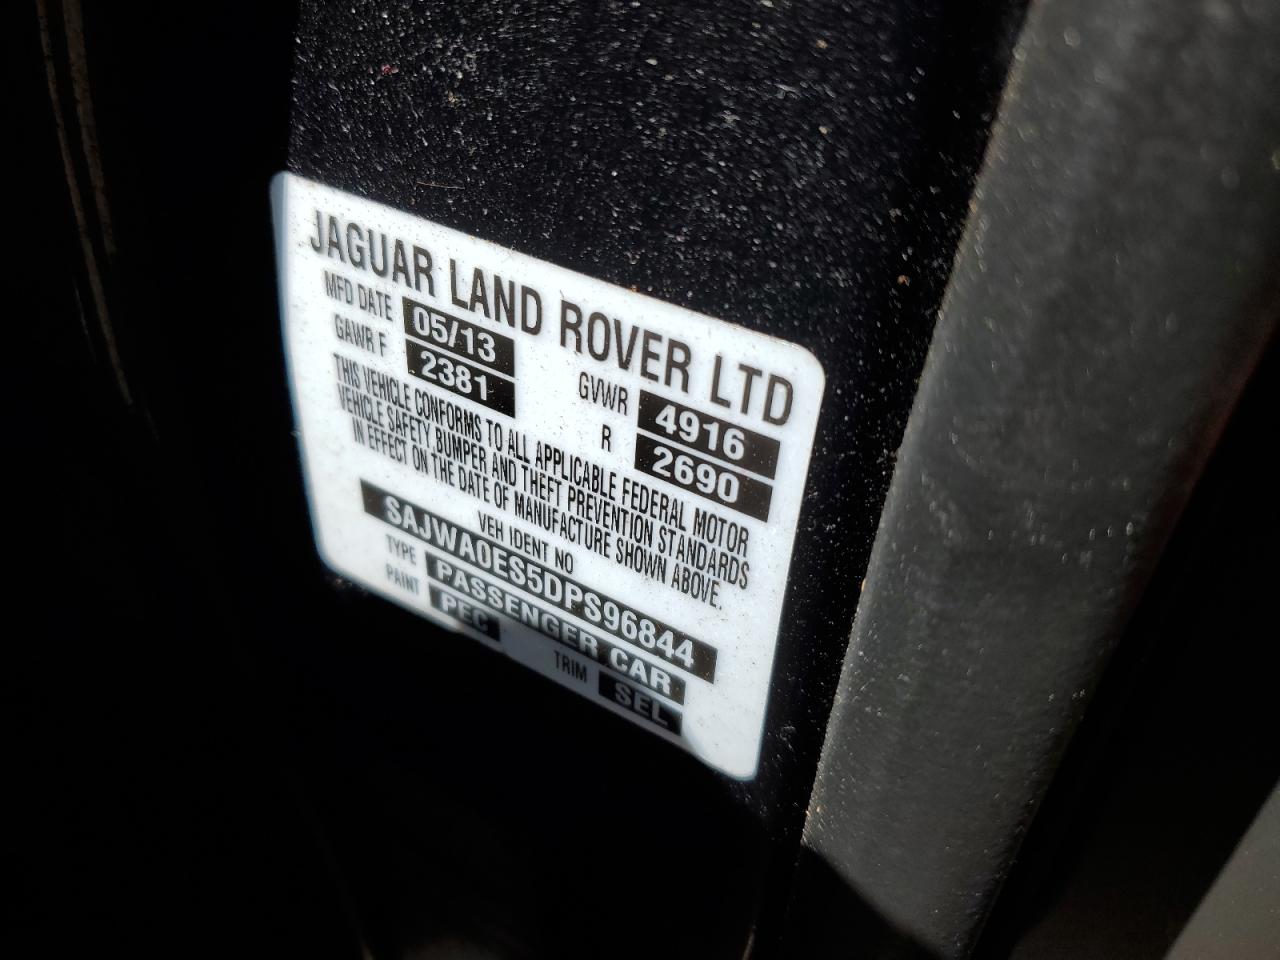 JAGUAR LAND ROVER LTD
MFD DATE 05/13 GVWR 4916
GAWR F 2381 R 2690
THIS VEHICLE CONFORMS TO ALL APPLICABLE FEDERAL MOTOR
VEHICLE SAFETY BUMPER AND THEFT PREVENTION STANDARDS
IN EFFECT ON THE DATE OF MANUFACTURE SHOWN ABOVE.
VEH IDENT NO
SAJWA0ES5DPS96844
TYPE PASSENGER CAR
PAINT PEC TRIM SEL